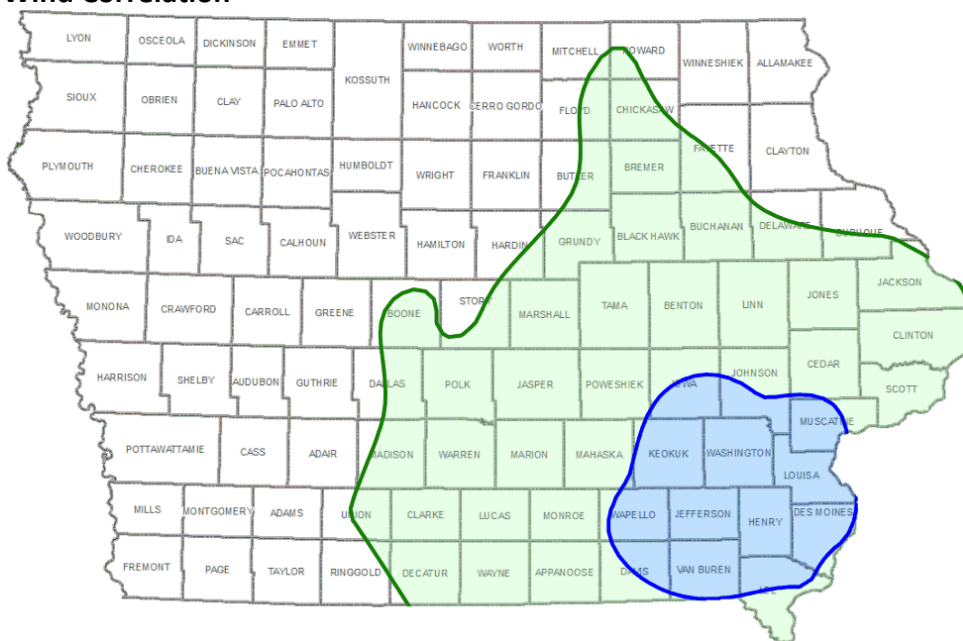 Wind Correlation
LYON OSCEOLA DICKINSON EMMET WINNEBAGO WORTH MITCHELL HOWARD WINNESHIEK ALLAMAKEE
KOSSUTH
SIOUX OBRIEN CLAY PALO ALTO HANCOCK CERRO GORDO FLOYD CHICKASAW
PLYMOUTH CHEROKEE BUENA VISTA POCAHONTAS HUMBOLDT WRIGHT FRANKLIN BUTLER BREMER FAYETTE CLAYTON
WOODBURY IDA SAC CALHOUN WEBSTER HAMILTON HARDIN GRUNDY BLACK HAWK BUCHANAN DELAWARE DUBUQUE
MONONA CRAWFORD CARROLL GREENE BOONE STORY MARSHALL TAMA BENTON LINN JONES JACKSON
CLINTON
HARRISON SHELBY AUDUBON GUTHRIE DALLAS POLK JASPER POWESHIEK IOWA JOHNSON CEDAR SCOTT
MUSCATINE
POTTAWATTAMIE CASS ADAIR MADISON WARREN MARION MAHASKA KEOKUK WASHINGTON LOUISA
MILLS MONTGOMERY ADAMS UNION CLARKE LUCAS MONROE WAPELLO JEFFERSON HENRY DES MOINES
FREMONT PAGE TAYLOR RINGGOLD DECATUR WAYNE APPANOOSE DAVIS VAN BUREN LEE